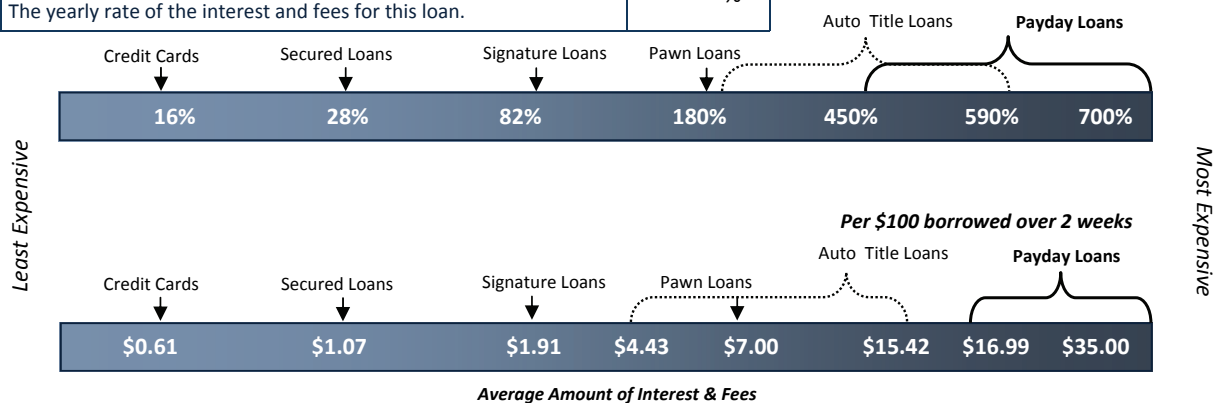 The yearly rate of the interest and fees for this loan.
Auto Title Loans
Payday Loans
Credit Cards
Secured Loans
Signature Loans
Pawn Loans
16% 28% 82% 180% 450% 590% 700%
Least Expensive
Most Expensive
Per $100 borrowed over 2 weeks
Auto Title Loans
Payday Loans
Credit Cards
Secured Loans
Signature Loans
Pawn Loans
$0.61 $1.07 $1.91 $4.43 $7.00 $15.42 $16.99 $35.00
Average Amount of Interest & Fees